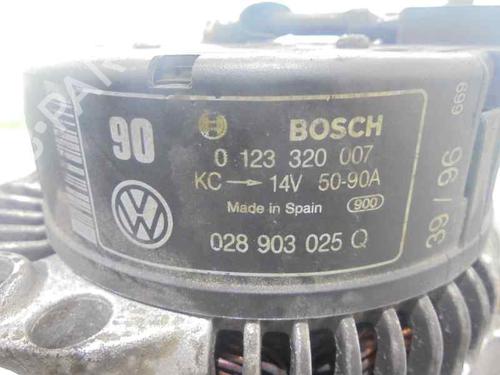 90
BOSCH
0 123 320 007
KC → 14V 50-90A
Made in Spain 900
028 903 025 Q
39/96 669